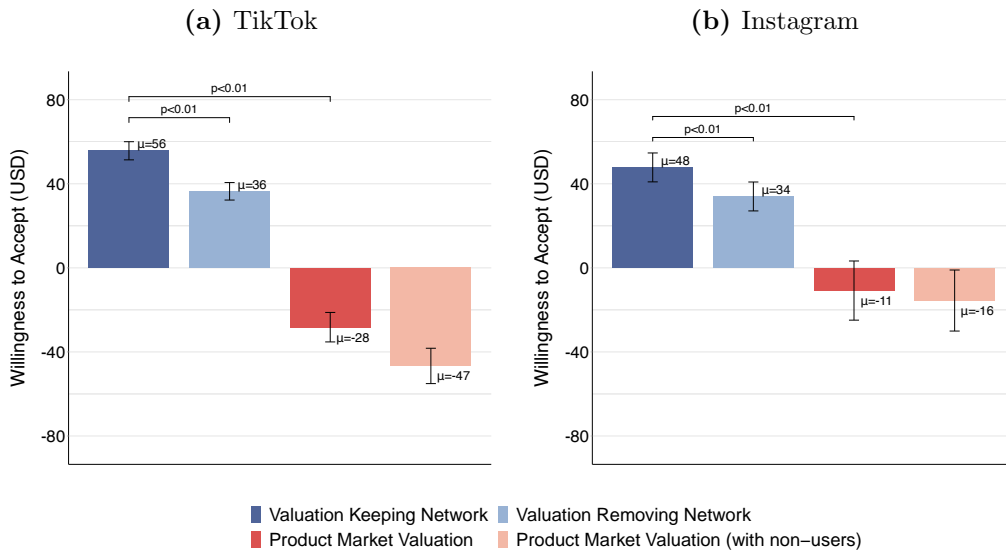 (a) TikTok
Willingness to Accept (USD)
80
40
0
-40
-80
p<0.01
p<0.01
μ=56
μ=36
μ=-28
μ=-47
(b) Instagram
Willingness to Accept (USD)
80
40
0
-40
-80
p<0.01
p<0.01
μ=48
μ=34
μ=-11
μ=-16
Valuation Keeping Network
Valuation Removing Network
Product Market Valuation
Product Market Valuation (with non−users)